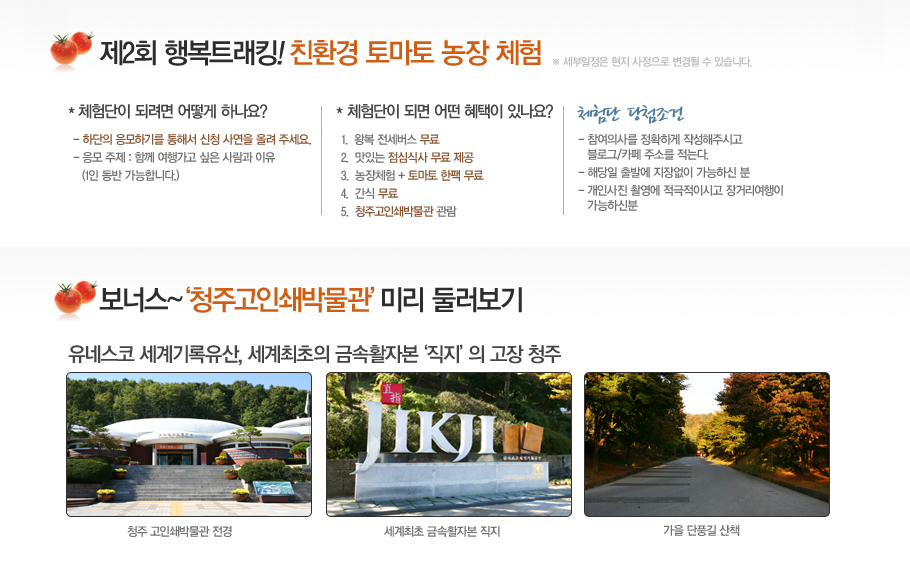 제2회 행복트래킹! 친환경 토마토 농장 체험 ※ 세부일정은 현지 사정으로 변경될 수 있습니다.
* 체험단이 되려면 어떻게 하나요?
- 하단의 응모하기를 통해서 신청 사연을 올려 주세요.
- 응모 주제 : 함께 여행가고 싶은 사람과 이유
(1인 동반 가능합니다.)
* 체험단이 되면 어떤 혜택이 있나요?
1. 왕복 전세버스 무료
2. 맛있는 점심식사 무료 제공
3. 농장체험 + 토마토 한팩 무료
4. 간식 무료
5. 청주고인쇄박물관 관람
체험단 당첨조건
- 참여의사를 정확하게 작성해주시고
블로그/카페 주소를 적는다.
- 해당일 출발에 지장없이 가능하신 분
- 개인사진 촬영에 적극적이시고 장거리여행이
가능하신분
보너스~ ‘청주고인쇄박물관’ 미리 둘러보기
유네스코 세계기록유산, 세계최초의 금속활자본 ‘직지’ 의 고장 청주
直指
JIKJI
청주 고인쇄박물관 전경
세계최초 금속활자본 직지
가을 단풍길 산책